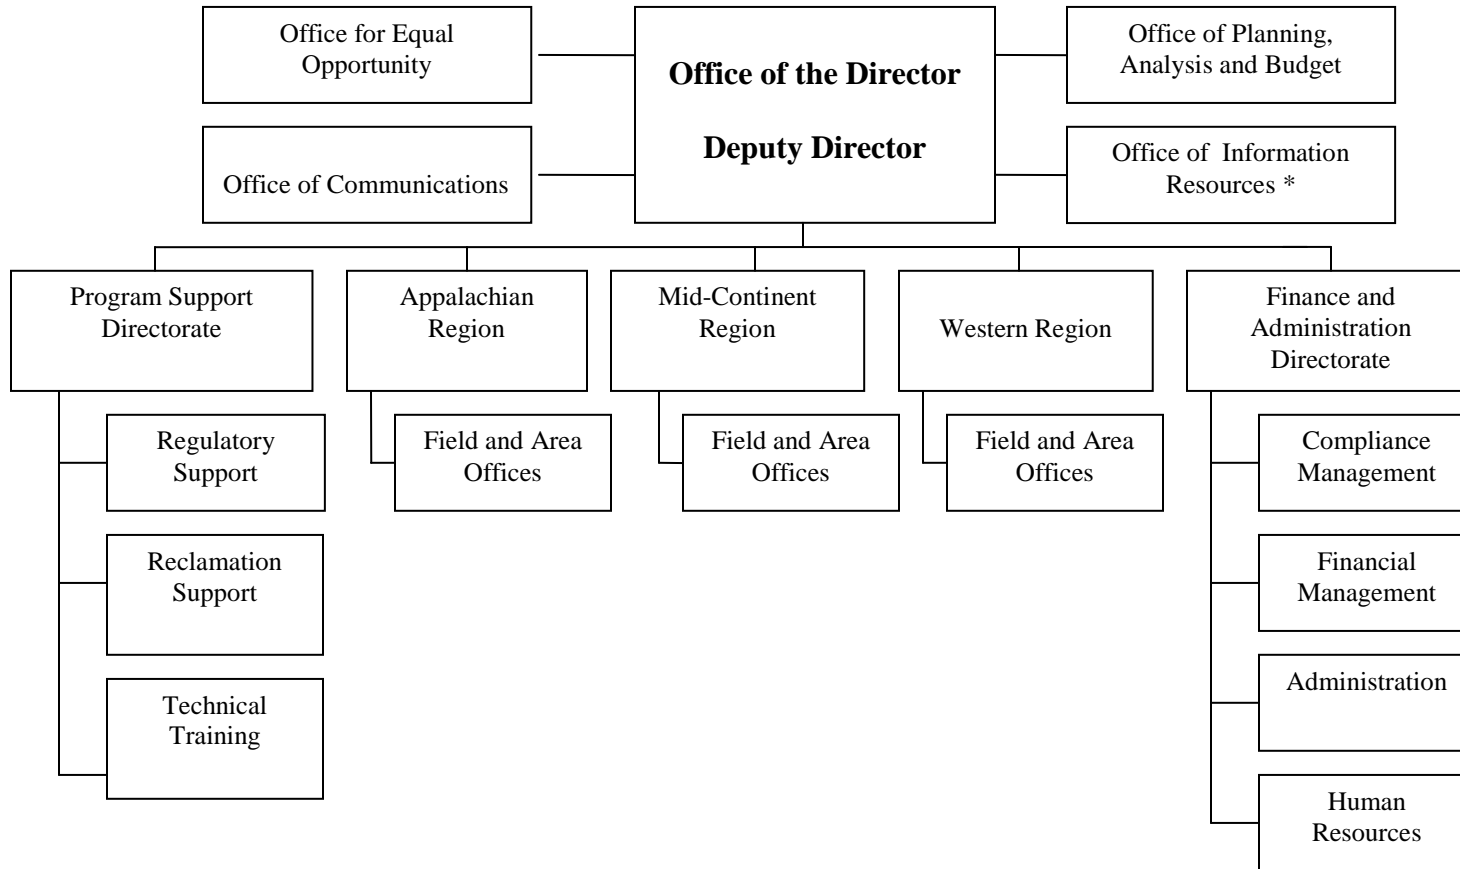 Office for Equal
Opportunity
Office of the Director
Deputy Director
Office of Planning,
Analysis and Budget
Office of Communications
Office of  Information
Resources *
Program Support
Directorate
Appalachian
Region
Mid-Continent
Region
Western Region
Finance and
Administration
Directorate
Regulatory
Support
Reclamation
Support
Technical
Training
Field and Area
Offices
Field and Area
Offices
Field and Area
Offices
Compliance
Management
Financial
Management
Administration
Human
Resources